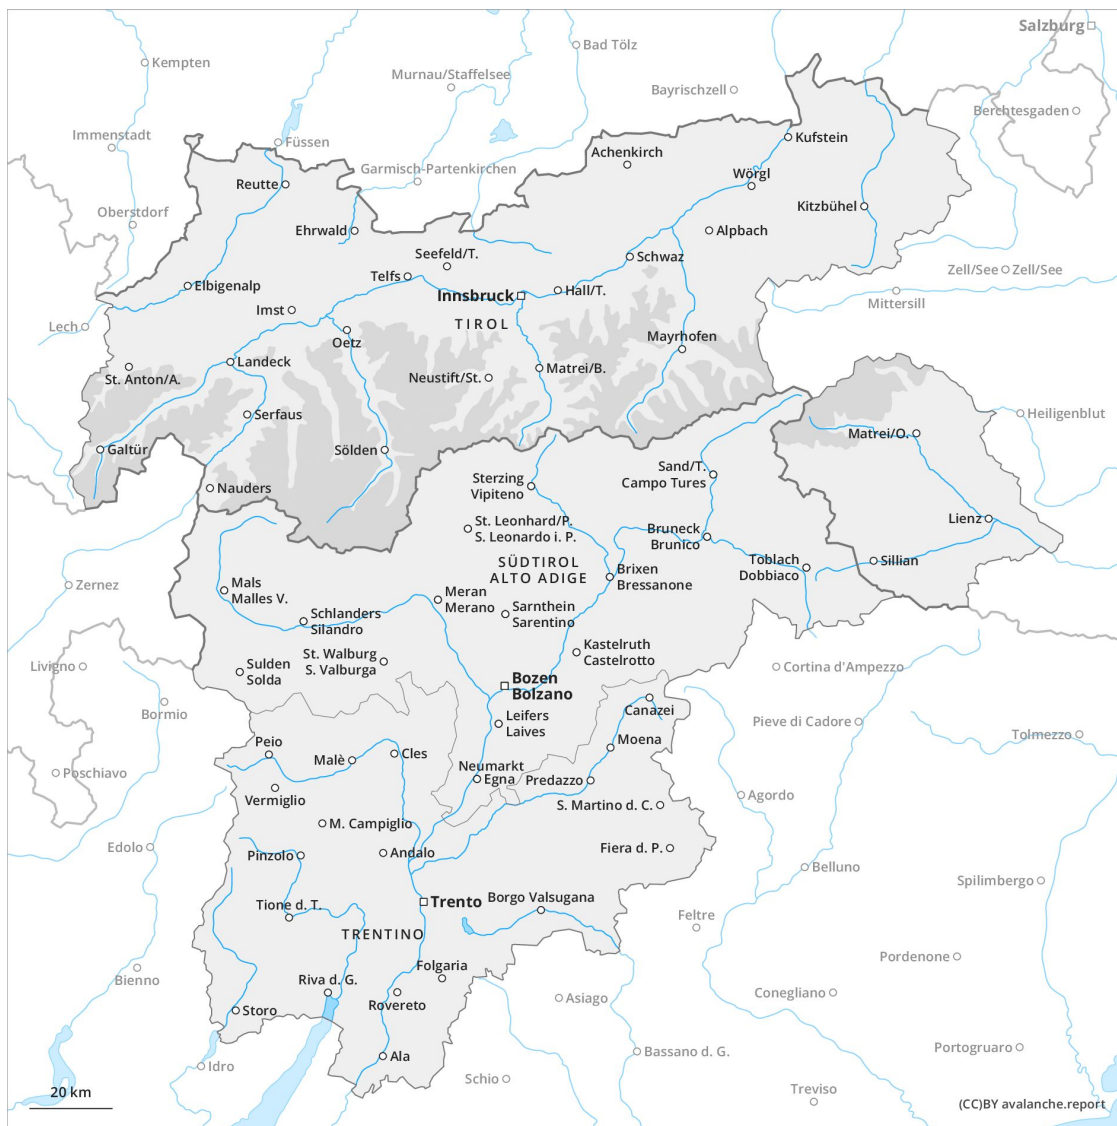 Salzburg
Kempten
Bad Tölz
Murnau/Staffelsee
Bayrischzell
Berchtesgaden
Immenstadt
Füssen
Kufstein
Achenkirch
Garmisch-Partenkirchen
Wörgl
Reutte
Kitzbühel
Oberstdorf
Ehrwald
Alpbach
Seefeld/T.
Schwaz
Telfs
Zell/See
Zell/See
Elbigenalp
Innsbruck
Hall/T.
Mittersill
Imst
TIROL
Lech
Oetz
Mayrhofen
Landeck
Matrei/B.
St. Anton/A.
Neustift/St.
Serfaus
Heiligenblut
Matrei/O.
Galtür
Sölden
Sand/T.
Campo Tures
Sterzing
Vipiteno
Nauders
Lienz
St. Leonhard/P.
S. Leonardo i. P.
Bruneck
Brunico
SÜDTIROL
ALTO ADIGE
Toblach
Dobbiaco
Sillian
Brixen
Bressanone
Zernez
Mals
Malles V.
Meran
Merano
Schlanders
Silandro
Sarnthein
Sarentino
Kastelruth
Castelrotto
St. Walburg
S. Valburga
Livigno
Sulden
Solda
Cortina d'Ampezzo
Bozen
Bolzano
Bormio
Canazei
Leifers
Laives
Pieve di Cadore
Tolmezzo
Peio
Malè
Cles
Moena
Poschiavo
Neumarkt
Egna
Predazzo
Vermiglio
Agordo
S. Martino d. C.
M. Campiglio
Edolo
Pinzolo
Andalo
Fiera d. P.
Belluno
Spilimbergo
Tione d. T.
Trento
Borgo Valsugana
Feltre
TRENTINO
Pordenone
Bienno
Folgaria
Riva d. G.
Rovereto
Asiago
Conegliano
Storo
Ala
Bassano d. G.
Portogruaro
Idro
Schio
Treviso
20 km
(CC)BY avalanche.report